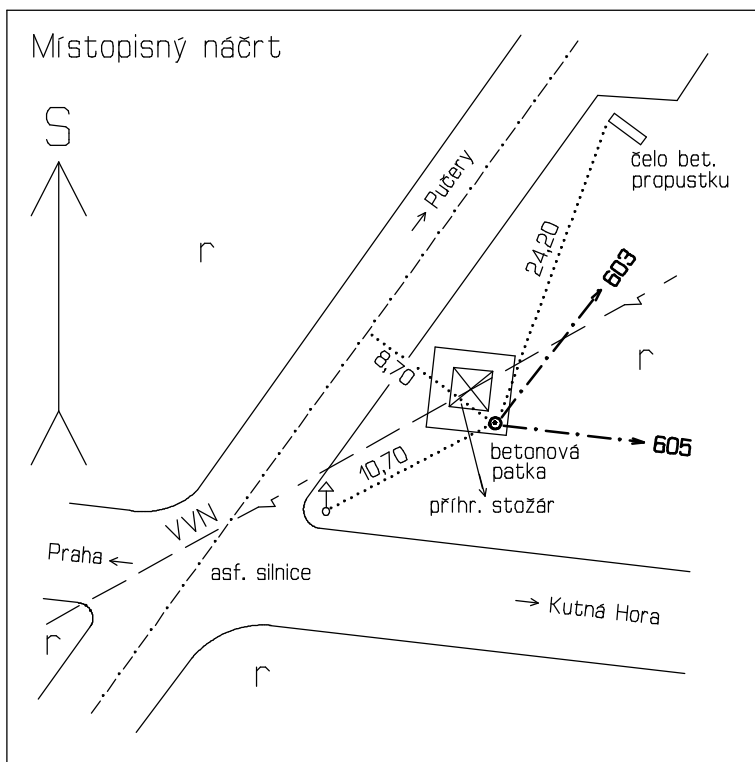 Místopisný náčrt
S
Pučery
čelo bet.
propustku
24,20
603
r
r
8,70
605
betonová
patka
10,70
příhr. stožár
VVN
Praha
asf. silnice
Kutná Hora
r
r